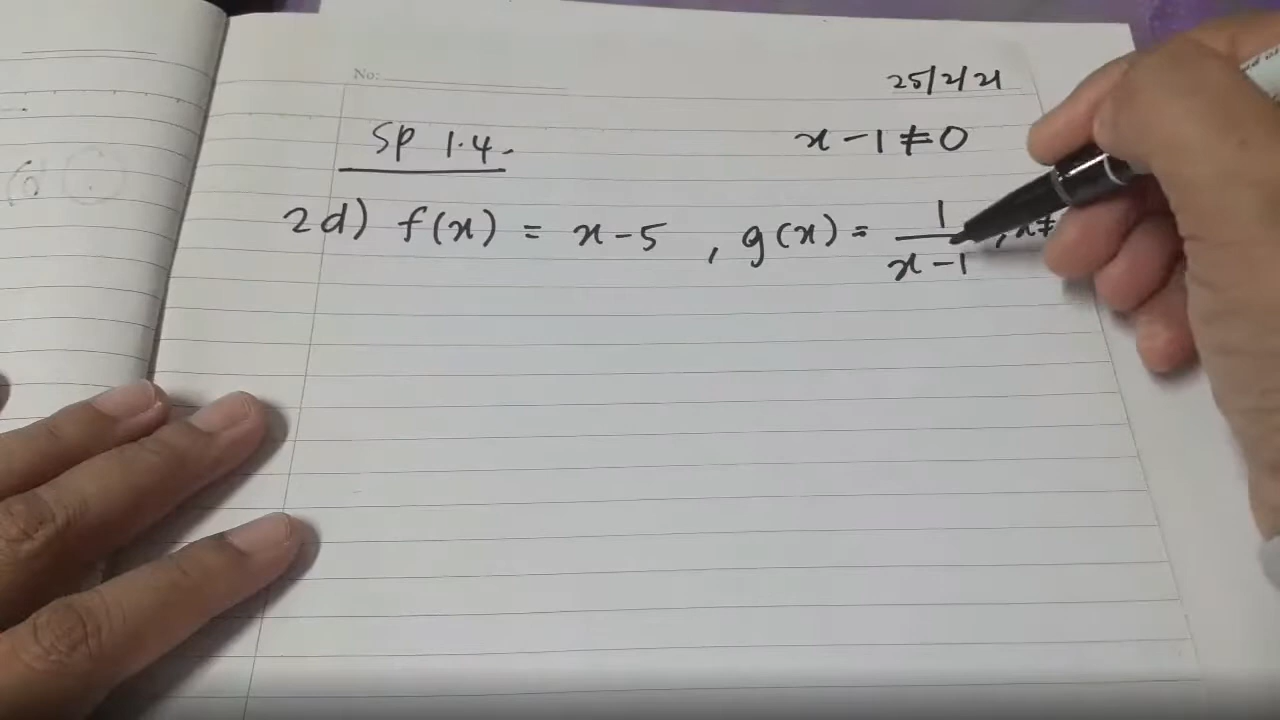 No:
25/2/21
SP 1.4.
x - 1 ≠ 0
2d) f(x) = x - 5 , g(x) = 1/(x - 1) , x ≠